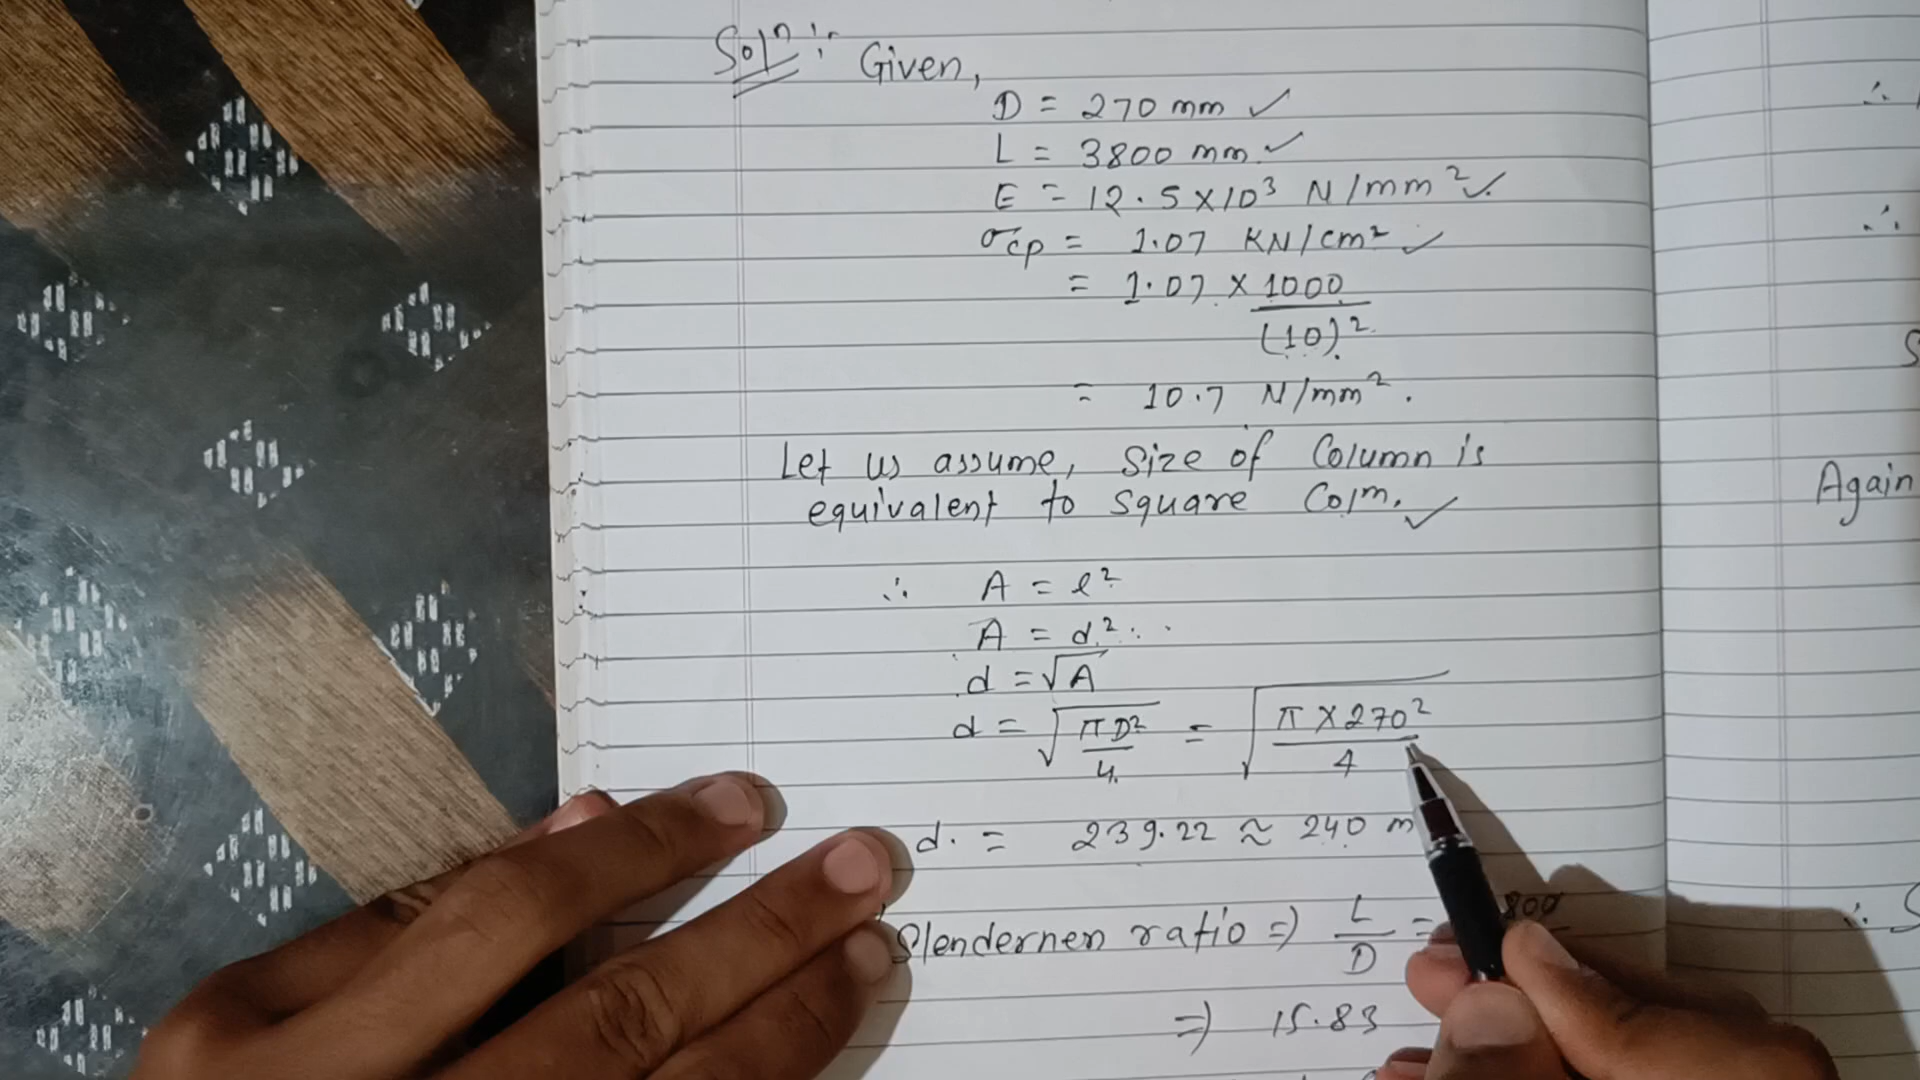 Solⁿ :- Given,
D = 270 mm ✓
L = 3800 mm ✓
E = 12.5 × 10³ N/mm² ✓
σcp = 1.07 KN/cm² ✓
= 1.07 × 1000 / (10)²
= 10.7 N/mm².
Let us assume, Size of Column is
equivalent to square Colm. ✓
∴ A = l²
A = d²
d = √A
d = √(πD²/4) = √(π × 270²/4)
d. = 239.22 ≈ 240 m
Slendernen ratio ⇒ L/D = 800
⇒ 15.83
∴
∴
S
Again
∴ S